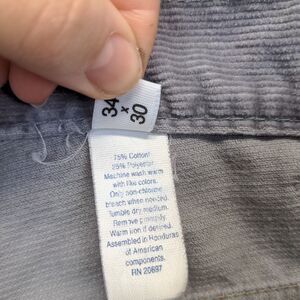 34
x
30
75% Cotton/
25% Polyester
Machine wash warm
with like colors.
Only non-chlorine
bleach when needed.
Tumble dry medium.
Remove promptly.
Warm iron if desired.
Assembled in Honduras
of American
components.
RN 20697